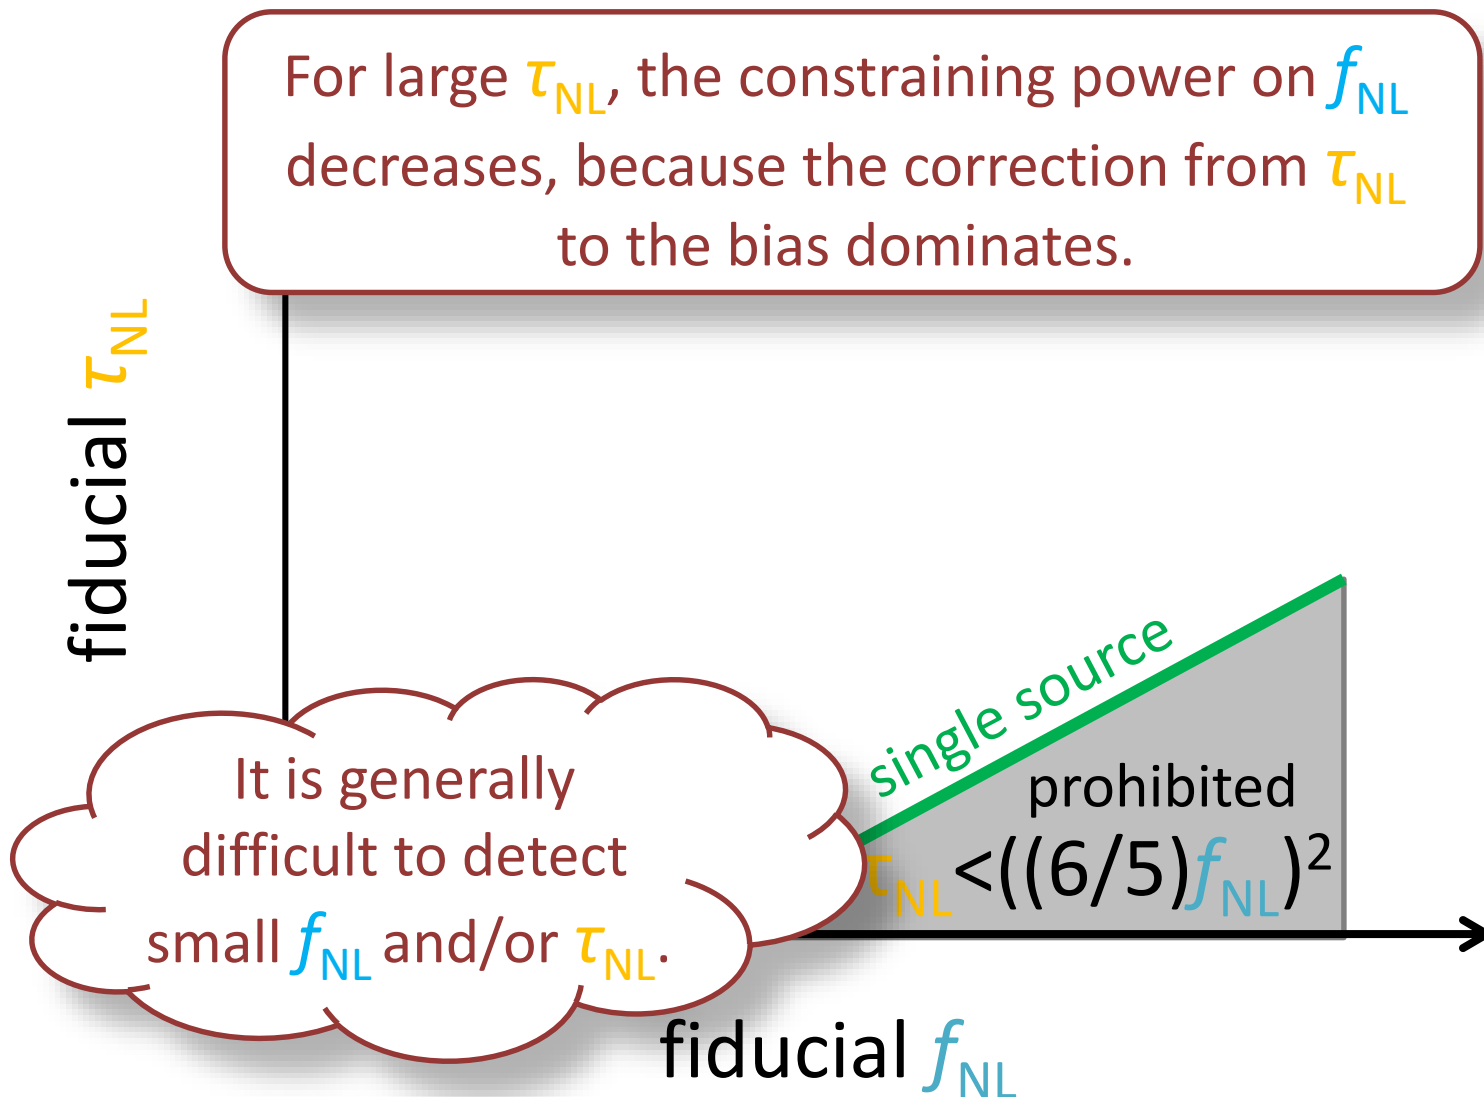 For large τNL, the constraining power on fNL
decreases, because the correction from τNL
to the bias dominates.
fiducial τNL
single source
prohibited
τNL<((6/5)fNL)²
It is generally
difficult to detect
small fNL and/or τNL.
fiducial fNL